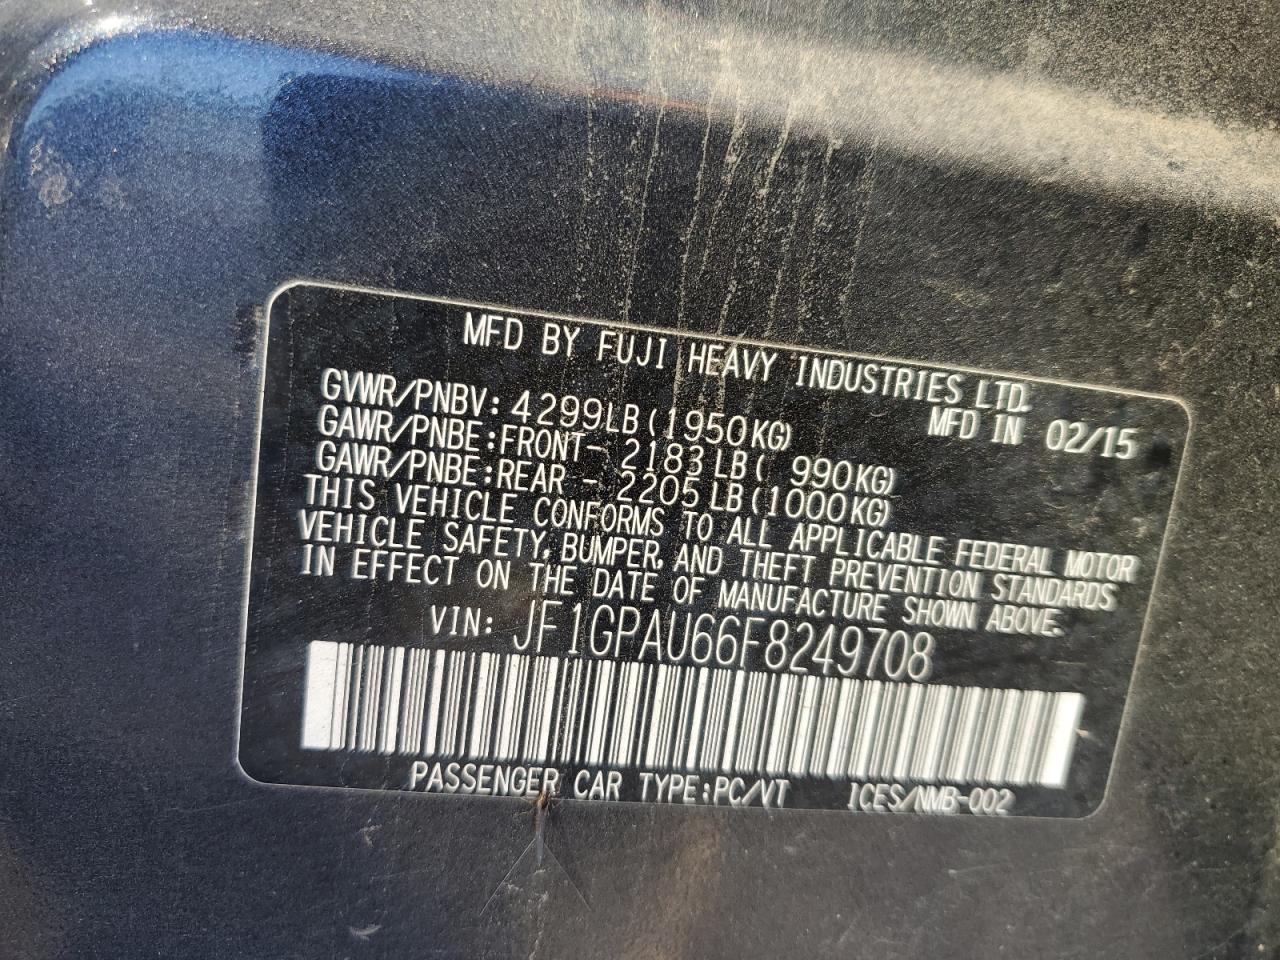 MFD BY FUJI HEAVY INDUSTRIES LTD.
MFD IN 02/15
GVWR/PNBV: 4299LB (1950KG)
GAWR/PNBE:FRONT- 2183LB( 990KG)
GAWR/PNBE:REAR - 2205LB(1000KG)
THIS VEHICLE CONFORMS TO ALL APPLICABLE FEDERAL MOTOR
VEHICLE SAFETY, BUMPER, AND THEFT PREVENTION STANDARDS
IN EFFECT ON THE DATE OF MANUFACTURE SHOWN ABOVE.
VIN: JF1GPAU66F8249708
PASSENGER CAR TYPE:PC/VT ICES/NMB-002